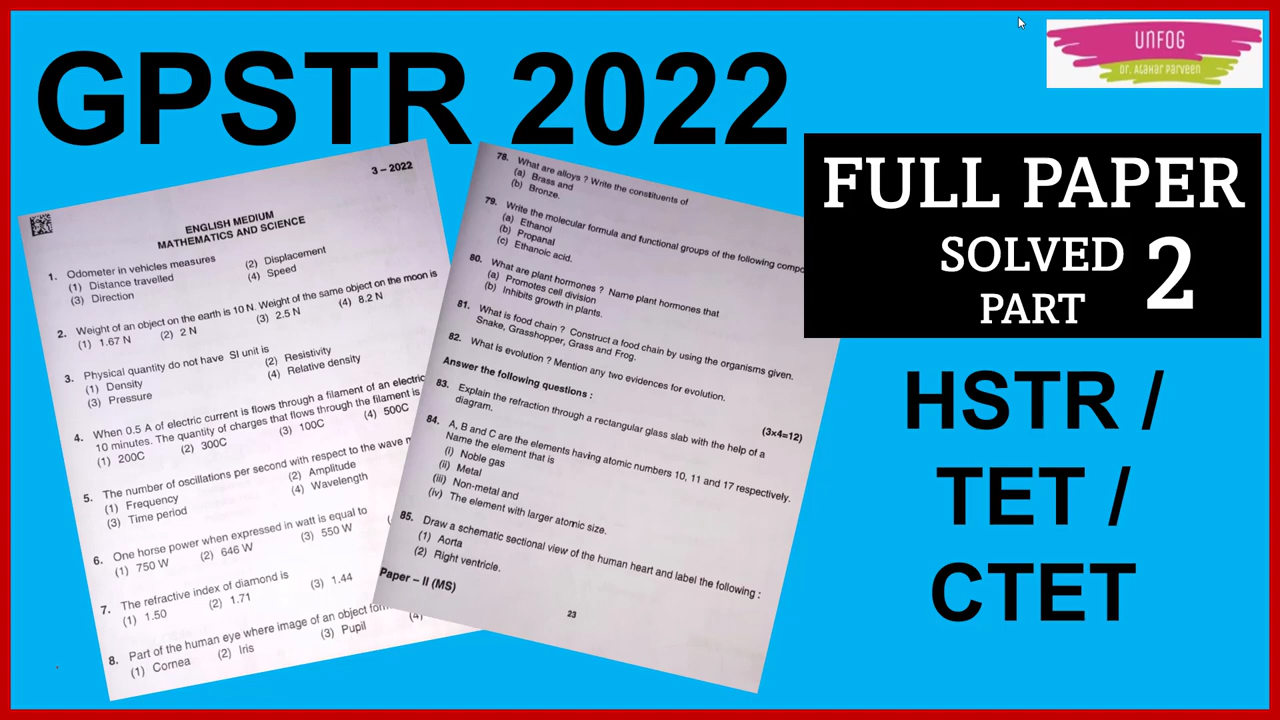 GPSTR 2022
UNFOG
Dr. Atahar Parveen
FULL PAPER
SOLVED
PART
2
HSTR /
TET /
CTET
3 – 2022
ENGLISH MEDIUM
MATHEMATICS AND SCIENCE
1. Odometer in vehicles measures
(1) Distance travelled (2) Displacement
(3) Direction (4) Speed
2. Weight of an object on the earth is 10 N. Weight of the same object on the moon is
(1) 1.67 N (2) 2 N (3) 2.5 N (4) 8.2 N
3. Physical quantity do not have SI unit is
(1) Density (2) Resistivity
(3) Pressure (4) Relative density
4. When 0.5 A of electric current is flows through a filament of an electric
10 minutes. The quantity of charges that flows through the filament is
(1) 200C (2) 300C (3) 100C (4) 500C
5. The number of oscillations per second with respect to the wave
(1) Frequency (2) Amplitude
(3) Time period (4) Wavelength
6. One horse power when expressed in watt is equal to
(1) 750 W (2) 646 W (3) 550 W
7. The refractive index of diamond is
(1) 1.50 (2) 1.71 (3) 1.44
8. Part of the human eye where image of an object
(1) Cornea (2) Iris (3) Pupil (4)
78. What are alloys ? Write the constituents of
(a) Brass and
(b) Bronze.
79. Write the molecular formula and functional groups of the following
(a) Ethanol
(b) Propanal
(c) Ethanoic acid.
80. What are plant hormones ? Name plant hormones that
(a) Promotes cell division
(b) Inhibits growth in plants.
81. What is food chain ? Construct a food chain by using the organisms given.
Snake, Grasshopper, Grass and Frog.
82. What is evolution ? Mention any two evidences for evolution.
Answer the following questions :
(3x4=12)
83. Explain the refraction through a rectangular glass slab with the help of a
diagram.
84. A, B and C are the elements having atomic numbers 10, 11 and 17 respectively.
Name the element that is
(i) Noble gas
(ii) Metal
(iii) Non-metal and
(iv) The element with larger atomic size.
85. Draw a schematic sectional view of the human heart and label the following :
(1) Aorta
(2) Right ventricle.
Paper – II (MS)
23